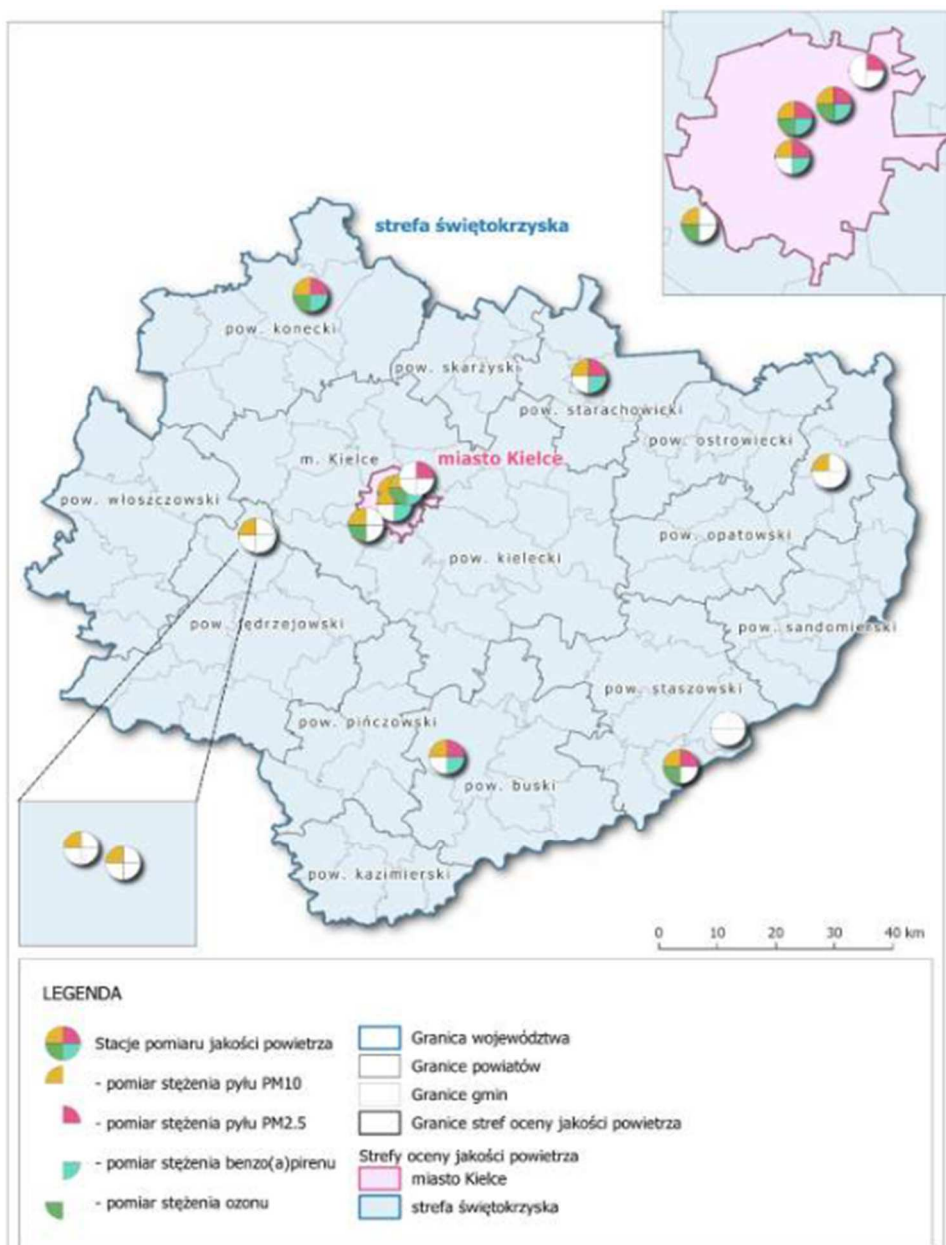 strefa świętokrzyska
pow. konecki
pow. skarżyski
pow. starachowicki
pow. ostrowiecki
m. Kielce
miasto Kielce
pow. włoszczowski
pow. opatowski
pow. kielecki
pow. jędrzejowski
pow. sandomierski
pow. staszowski
pow. pińczowski
pow. buski
pow. kazimierski
0 10 20 30 40 km
LEGENDA
Stacje pomiaru jakości powietrza
- pomiar stężenia pyłu PM10
- pomiar stężenia pyłu PM2.5
- pomiar stężenia benzo(a)pirenu
- pomiar stężenia ozonu
Granica województwa
Granice powiatów
Granice gmin
Granice stref oceny jakości powietrza
Strefy oceny jakości powietrza
miasto Kielce
strefa świętokrzyska